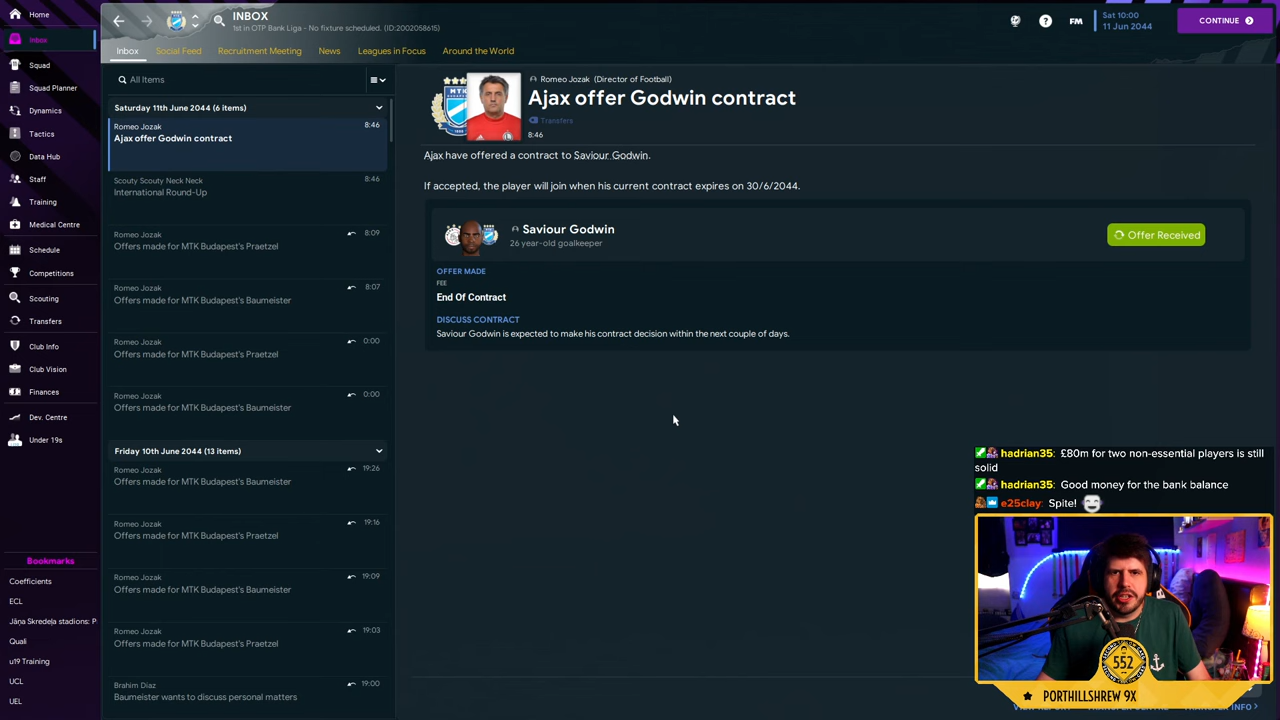 Home
Inbox
Squad
Squad Planner
Dynamics
Tactics
Data Hub
Staff
Training
Medical Centre
Schedule
Competitions
Scouting
Transfers
Club Info
Club Vision
Finances
Dev. Centre
Under 19s
Bookmarks
Coefficients
ECL
Jāņa Skredeļa stadions: P
Quali
u19 Training
UCL
UEL
INBOX
1st in OTP Bank Liga - No fixture scheduled. (ID:2002058615)
FM
Sat 10:00
11 Jun 2044
CONTINUE
Inbox
Social Feed
Recruitment Meeting
News
Leagues in Focus
Around the World
All Items
Saturday 11th June 2044 (6 items)
Romeo Jozak 8:46
Ajax offer Godwin contract
Scouty Scouty Neck Neck 8:46
International Round-Up
Romeo Jozak 8:09
Offers made for MTK Budapest's Praetzel
Romeo Jozak 8:07
Offers made for MTK Budapest's Baumeister
Romeo Jozak 0:00
Offers made for MTK Budapest's Praetzel
Romeo Jozak 0:00
Offers made for MTK Budapest's Baumeister
Friday 10th June 2044 (13 items)
Romeo Jozak 19:26
Offers made for MTK Budapest's Baumeister
Romeo Jozak 19:16
Offers made for MTK Budapest's Praetzel
Romeo Jozak 19:09
Offers made for MTK Budapest's Baumeister
Romeo Jozak 19:03
Offers made for MTK Budapest's Praetzel
Brahim Díaz 19:00
Baumeister wants to discuss personal matters
MTK
Romeo Jozak (Director of Football)
Ajax offer Godwin contract
Transfers
8:46
Ajax have offered a contract to Saviour Godwin.
If accepted, the player will join when his current contract expires on 30/6/2044.
Saviour Godwin
26 year-old goalkeeper
Offer Received
OFFER MADE
FEE
End Of Contract
DISCUSS CONTRACT
Saviour Godwin is expected to make his contract decision within the next couple of days.
hadrian35: £80m for two non-essential players is still
solid
hadrian35: Good money for the bank balance
e25clay: Spite!
552
PORTHILLSHREW 9X